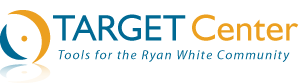 TARGET Center
Tools for the Ryan White Community